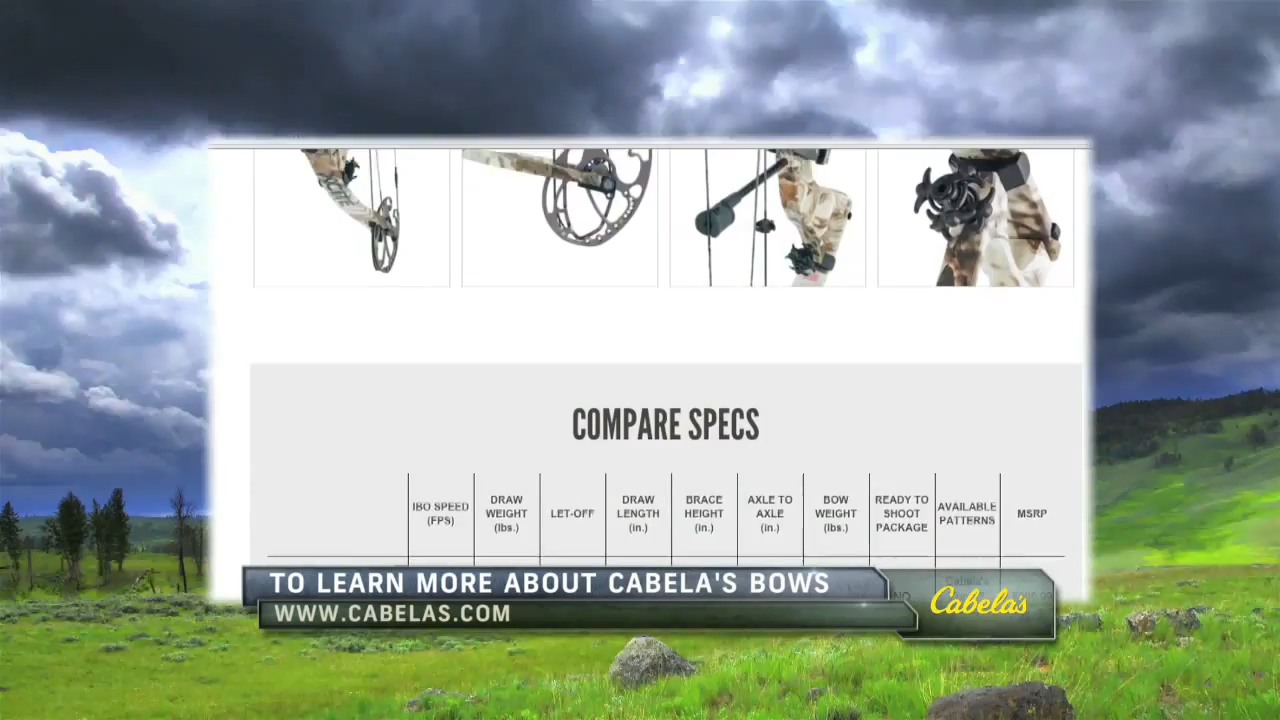 COMPARE SPECS
IBO SPEED
(FPS)
DRAW
WEIGHT
(lbs.)
LET-OFF
DRAW
LENGTH
(in.)
BRACE
HEIGHT
(in.)
AXLE TO
AXLE
(in.)
BOW
WEIGHT
(lbs.)
READY TO
SHOOT
PACKAGE
AVAILABLE
PATTERNS
MSRP
Cabela's
NO
TO LEARN MORE ABOUT CABELA'S BOWS
WWW.CABELAS.COM
Cabela's